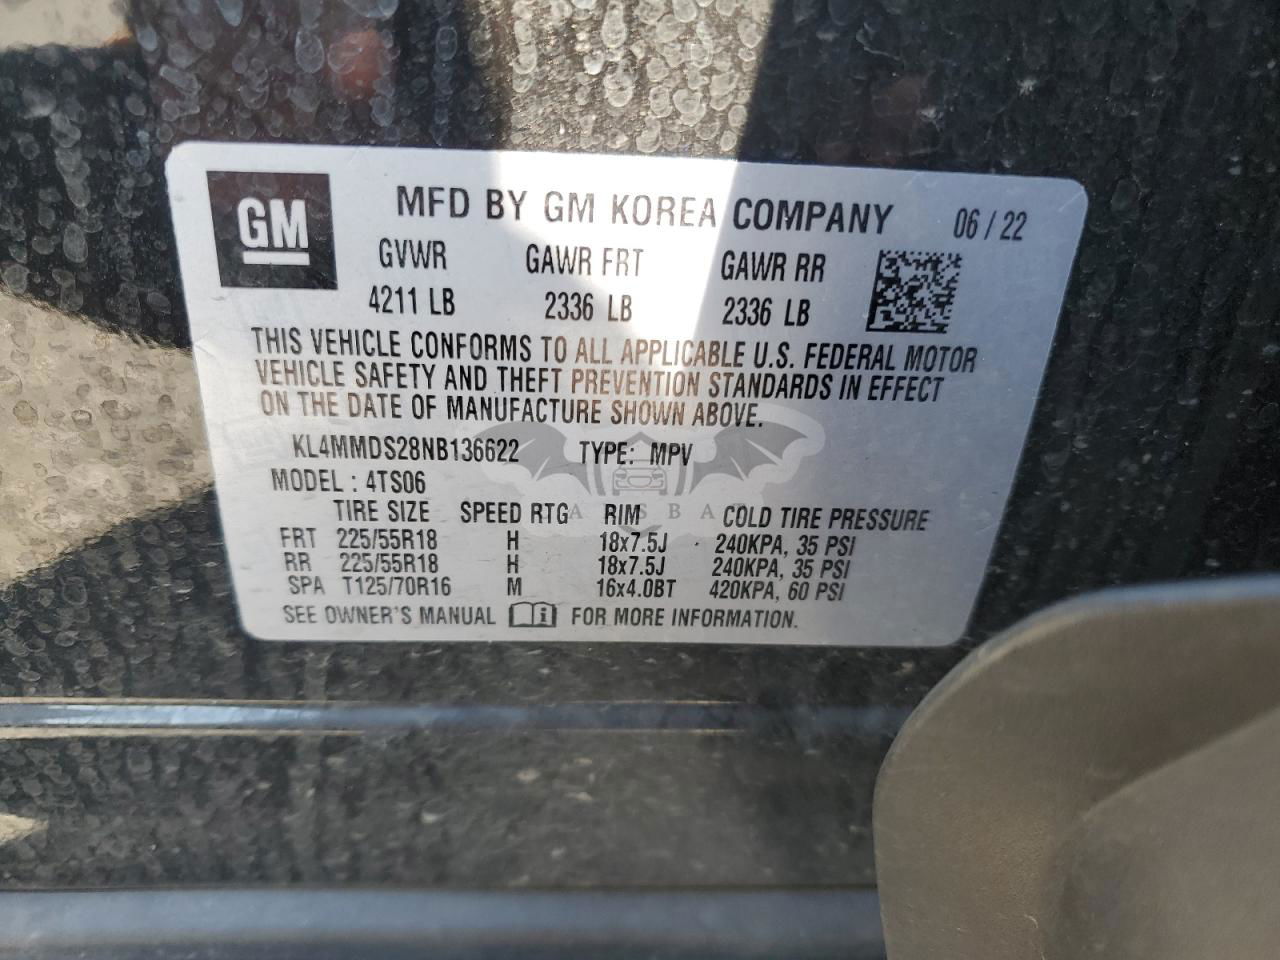 GM
MFD BY GM KOREA COMPANY 06 / 22
GVWR GAWR FRT GAWR RR
4211 LB 2336 LB 2336 LB
THIS VEHICLE CONFORMS TO ALL APPLICABLE U.S. FEDERAL MOTOR
VEHICLE SAFETY AND THEFT PREVENTION STANDARDS IN EFFECT
ON THE DATE OF MANUFACTURE SHOWN ABOVE.
KL4MMDS28NB136622 TYPE: MPV
MODEL : 4TS06
TIRE SIZE SPEED RTG RIM COLD TIRE PRESSURE
FRT 225/55R18 H 18x7.5J 240KPA, 35 PSI
RR 225/55R18 H 18x7.5J 240KPA, 35 PSI
SPA T125/70R16 M 16x4.0BT 420KPA, 60 PSI
SEE OWNER'S MANUAL FOR MORE INFORMATION.